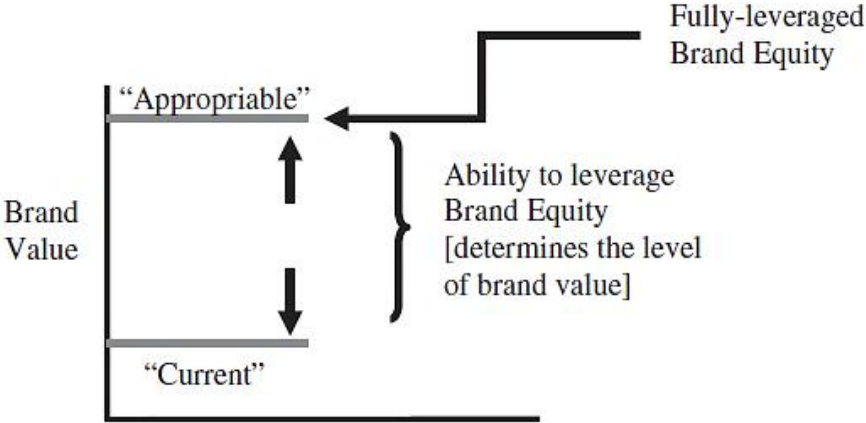 Fully-leveraged
Brand Equity
“Appropriable”
Ability to leverage
Brand Equity
[determines the level
of brand value]
Brand
Value
“Current”